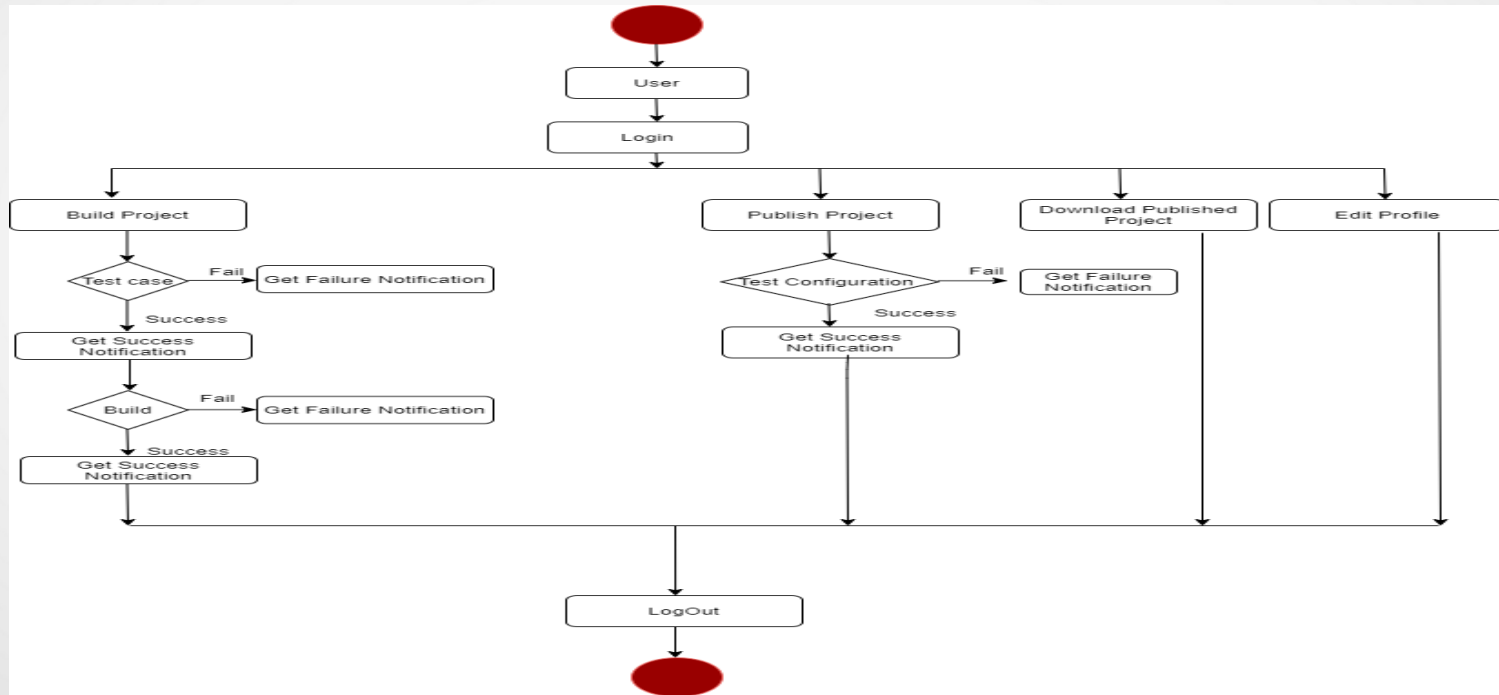 User
Login
Build Project
Publish Project
Download Published
Project
Edit Profile
Test case
Fail
Get Failure Notification
Test Configuration
Fail
Get Failure
Notification
Success
Success
Get Success
Notification
Get Success
Notification
Build
Fail
Get Failure Notification
Success
Get Success
Notification
LogOut